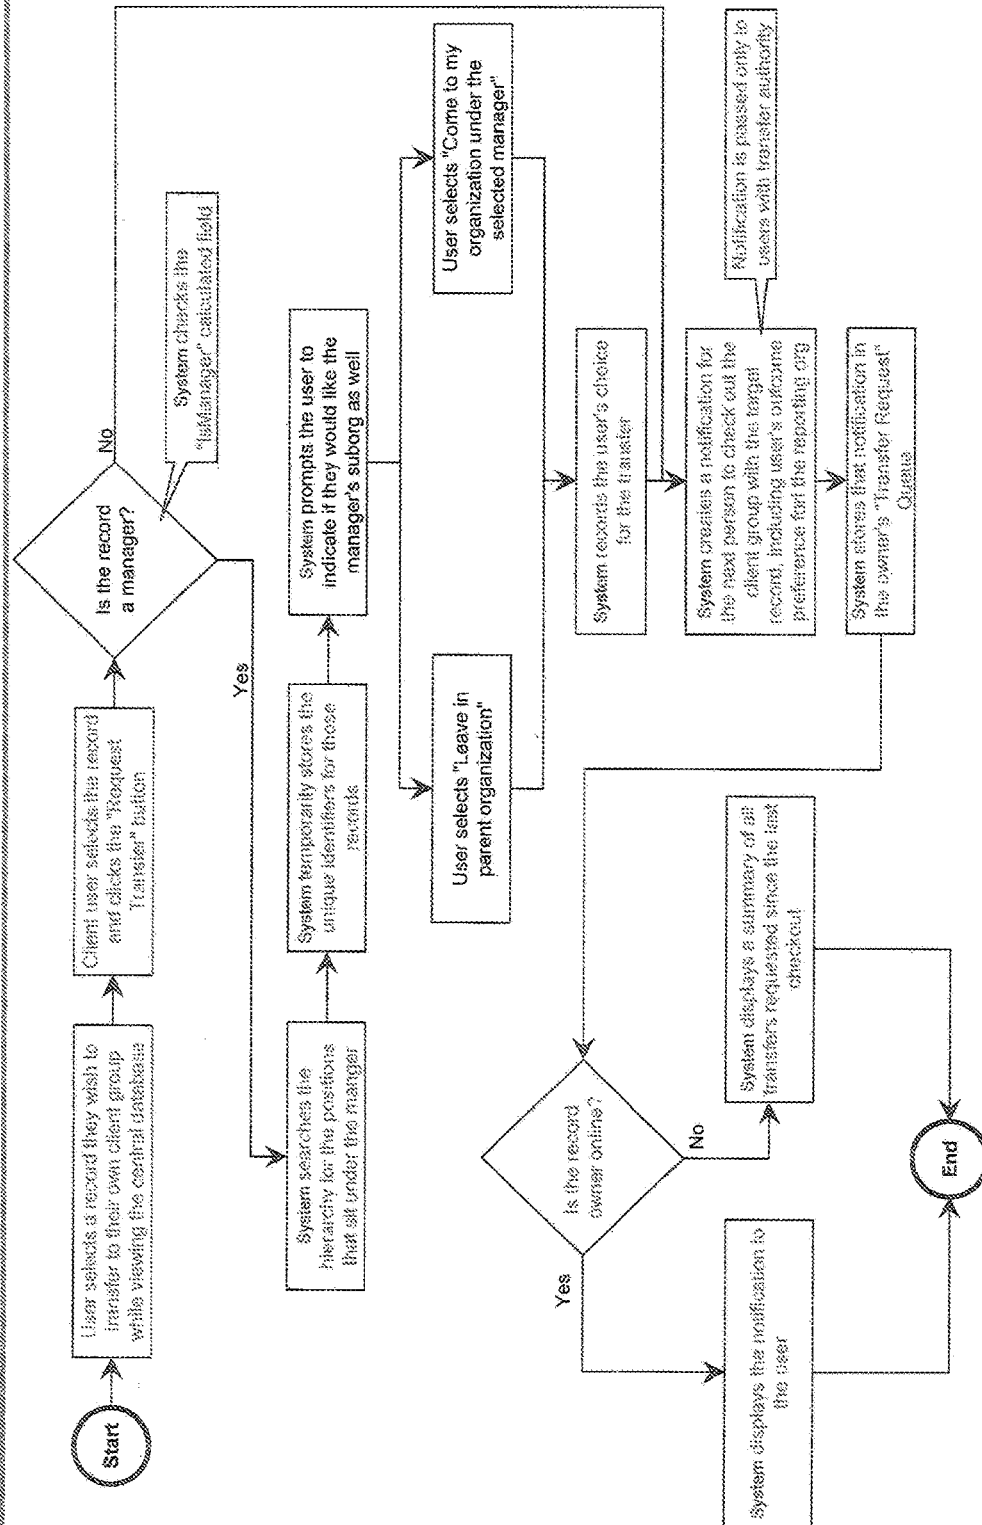 Start
User selects a record they wish to
transfer to their own client group
while viewing the central database
Client user selects the record
and clicks the "Request
Transfer" button
Is the record
a manager?
No
Yes
System checks the
"IsManager" calculated field
System searches the
hierarchy for the positions
that sit under the manger
System temporarily stores the
unique identifiers for those
records
System prompts the user to
indicate if they would like the
manager's suborg as well
User selects "Leave in
parent organization"
User selects "Come to my
organization under the
selected manager"
System records the user's choice
for the transfer
System creates a notification for
the next person to check out the
client group with the target
record, including user's outcome
preference fort the reporting org
Notification is passed only to
users with transfer authority
System stores that notification in
the owner's "Transfer Request"
Queue
Is the record
owner online?
Yes
No
System displays the notification to
the user
System displays a summary of all
transfers requested since the last
checkout
End